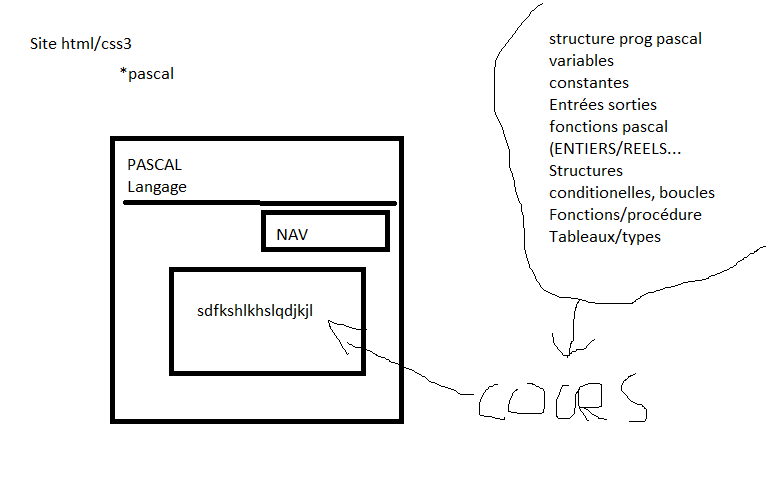 Site html/css3
*pascal
PASCAL
Langage
NAV
sdfkshlkhslqdjkjl
structure prog pascal
variables
constantes
Entrées sorties
fonctions pascal
(ENTIERS/REELS...
Structures
conditionelles, boucles
Fonctions/procédure
Tableaux/types
COURS